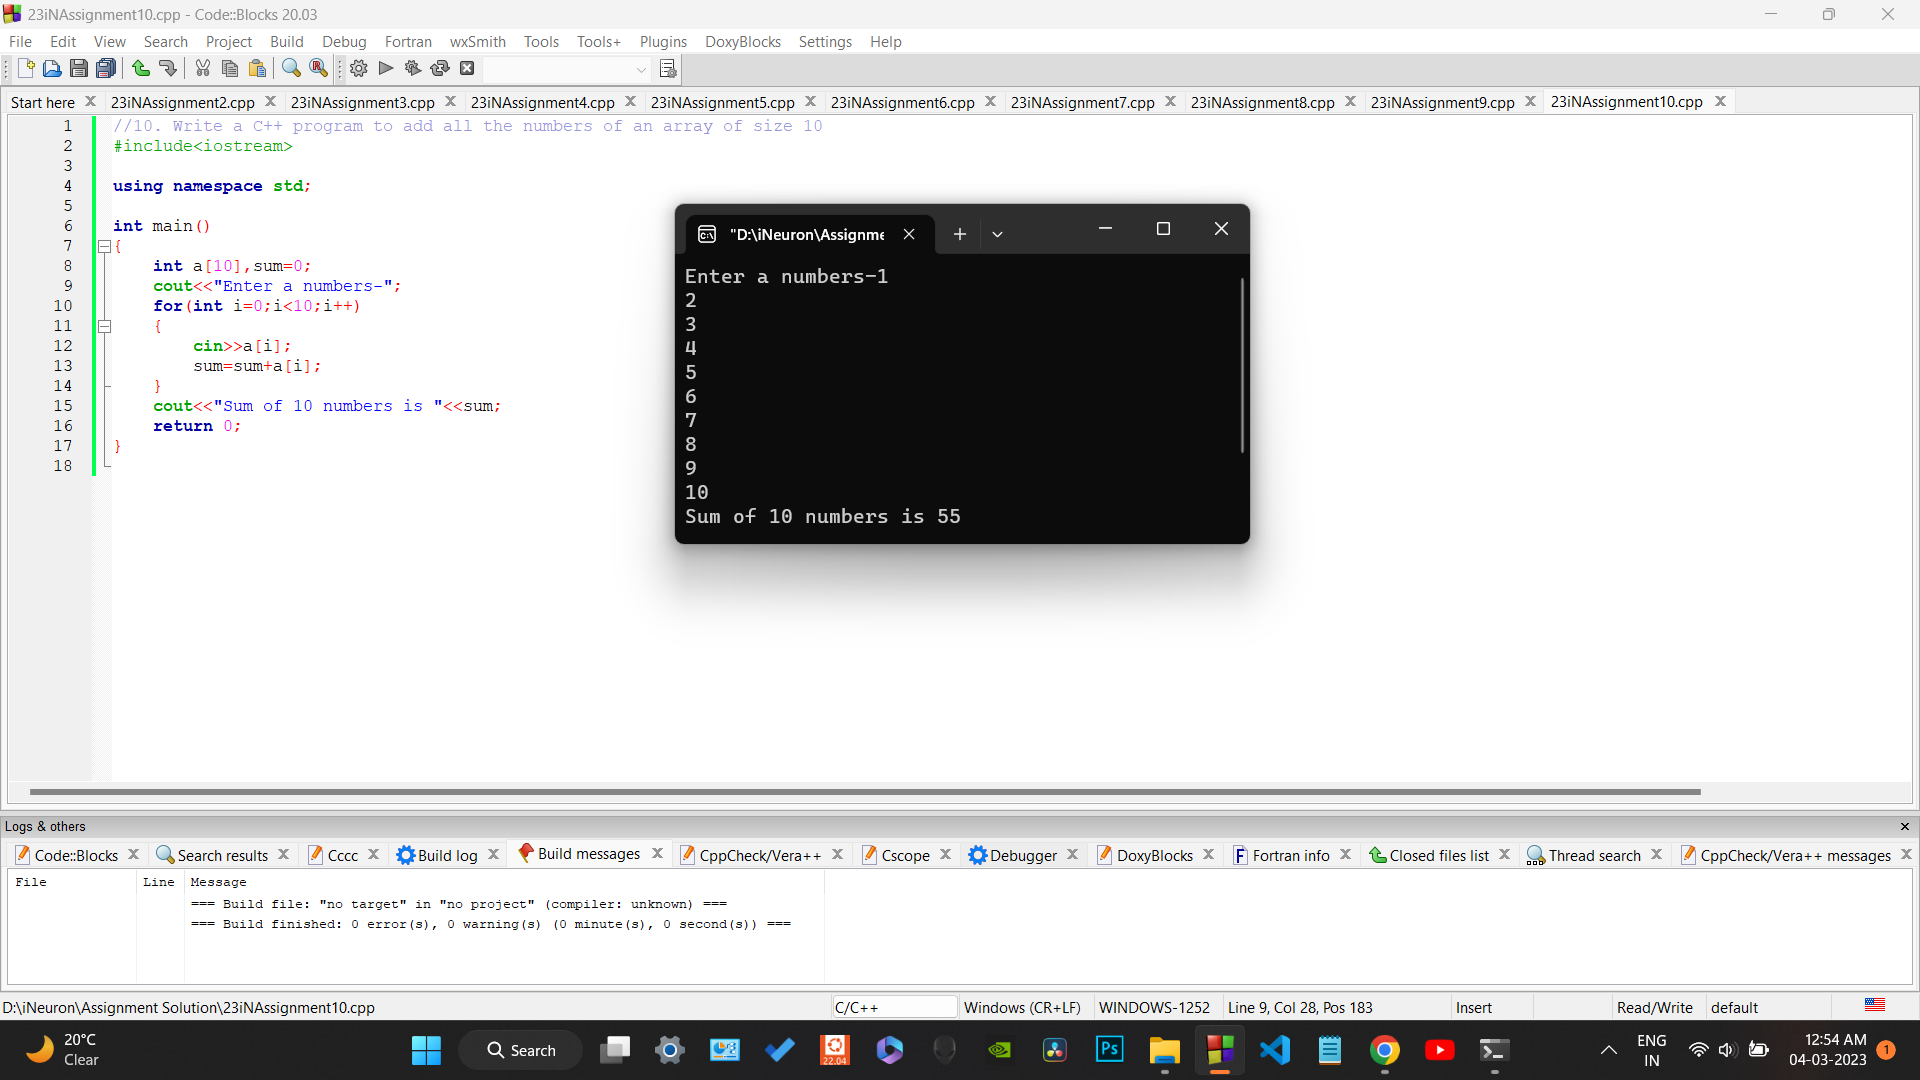 23iNAssignment10.cpp - Code::Blocks 20.03
File Edit View Search Project Build Debug Fortran wxSmith Tools Tools+ Plugins DoxyBlocks Settings Help
Start here 23iNAssignment2.cpp 23iNAssignment3.cpp 23iNAssignment4.cpp 23iNAssignment5.cpp 23iNAssignment6.cpp 23iNAssignment7.cpp 23iNAssignment8.cpp 23iNAssignment9.cpp 23iNAssignment10.cpp
1 //10. Write a C++ program to add all the numbers of an array of size 10
2 #include<iostream>
3
4 using namespace std;
5
6 int main()
7 {
8 int a[10],sum=0;
9 cout<<"Enter a numbers-";
10 for(int i=0;i<10;i++)
11 {
12 cin>>a[i];
13 sum=sum+a[i];
14 }
15 cout<<"Sum of 10 numbers is "<<sum;
16 return 0;
17 }
18
"D:\iNeuron\Assignme
Enter a numbers-1
2
3
4
5
6
7
8
9
10
Sum of 10 numbers is 55
Logs & others
Code::Blocks Search results Cccc Build log Build messages CppCheck/Vera++ Cscope Debugger DoxyBlocks Fortran info Closed files list Thread search CppCheck/Vera++ messages
File Line Message
=== Build file: "no target" in "no project" (compiler: unknown) ===
=== Build finished: 0 error(s), 0 warning(s) (0 minute(s), 0 second(s)) ===
D:\iNeuron\Assignment Solution\23iNAssignment10.cpp C/C++ Windows (CR+LF) WINDOWS-1252 Line 9, Col 28, Pos 183 Insert Read/Write default
20°C
Clear
Search
22.04
Ps
ENG
IN
12:54 AM
04-03-2023
1